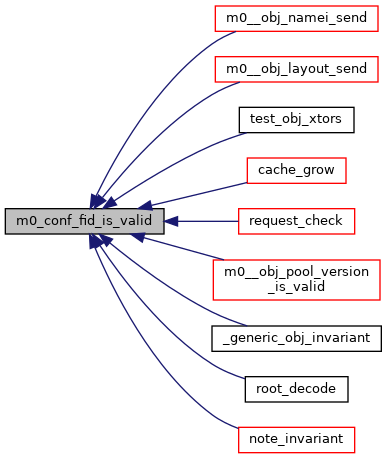 m0__obj_namei_send
m0__obj_layout_send
test_obj_xtors
cache_grow
m0_conf_fid_is_valid
request_check
m0__obj_pool_version
_is_valid
_generic_obj_invariant
root_decode
note_invariant